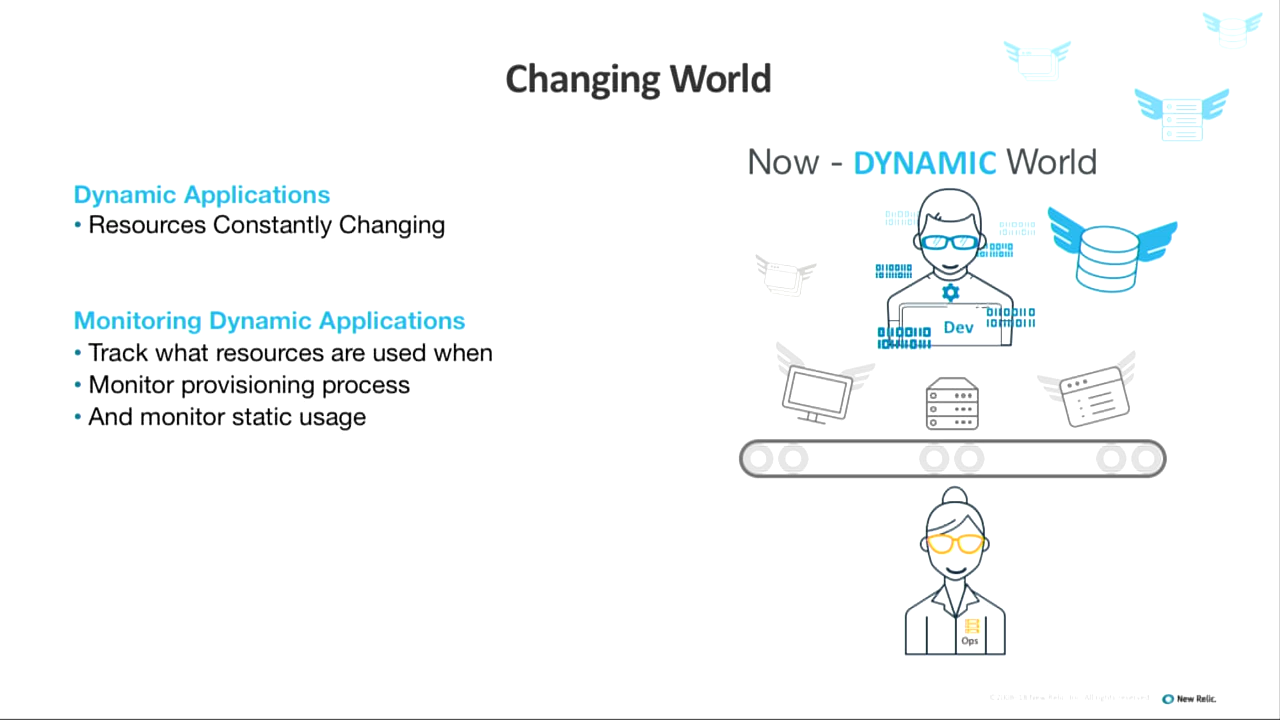 Changing World
Dynamic Applications
• Resources Constantly Changing
Monitoring Dynamic Applications
• Track what resources are used when
• Monitor provisioning process
• And monitor static usage
Now - DYNAMIC World
Dev
Ops
New Relic.